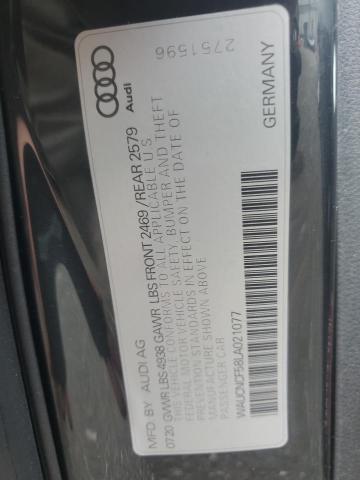 MFD. BY AUDI AG
0720 GVWR LBS 4938 GAWR LBS FRONT 2469 /REAR 2579
THIS VEHICLE CONFORMS TO ALL APPLICABLE U.S.
FEDERAL MOTOR VEHICLE SAFETY, BUMPER AND THEFT
PREVENTION STANDARDS IN EFFECT ON THE DATE OF
MANUFACTURE SHOWN ABOVE
PASSENGER CAR
WAUCNCF58LA021077
GERMANY
Audi
2751596